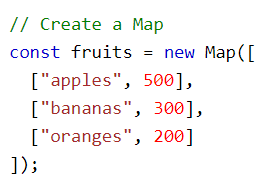 // Create a Map
const fruits = new Map([
  ["apples", 500],
  ["bananas", 300],
  ["oranges", 200]
]);